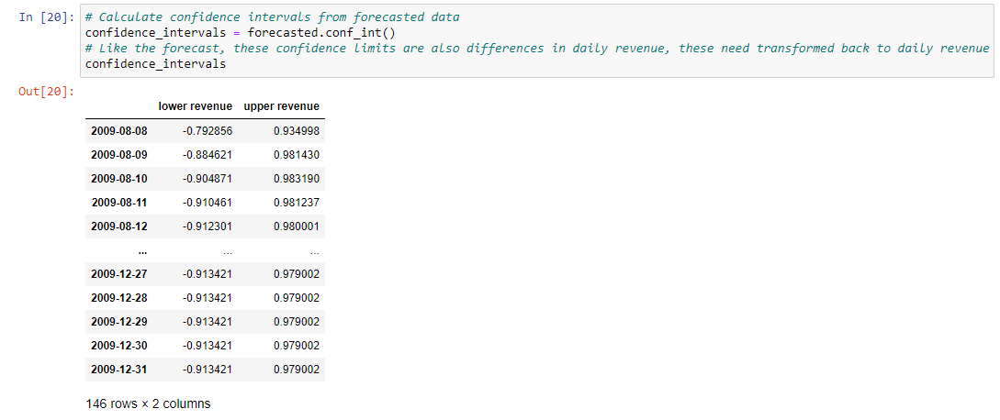 In [20]: # Calculate confidence intervals from forecasted data
confidence_intervals = forecasted.conf_int()
# Like the forecast, these confidence limits are also differences in daily revenue, these need transformed back to daily revenue
confidence_intervals
Out[20]:
lower revenue upper revenue
2009-08-08 -0.792856 0.934998
2009-08-09 -0.884621 0.981430
2009-08-10 -0.904871 0.983190
2009-08-11 -0.910461 0.981237
2009-08-12 -0.912301 0.980001
... ... ...
2009-12-27 -0.913421 0.979002
2009-12-28 -0.913421 0.979002
2009-12-29 -0.913421 0.979002
2009-12-30 -0.913421 0.979002
2009-12-31 -0.913421 0.979002
146 rows × 2 columns